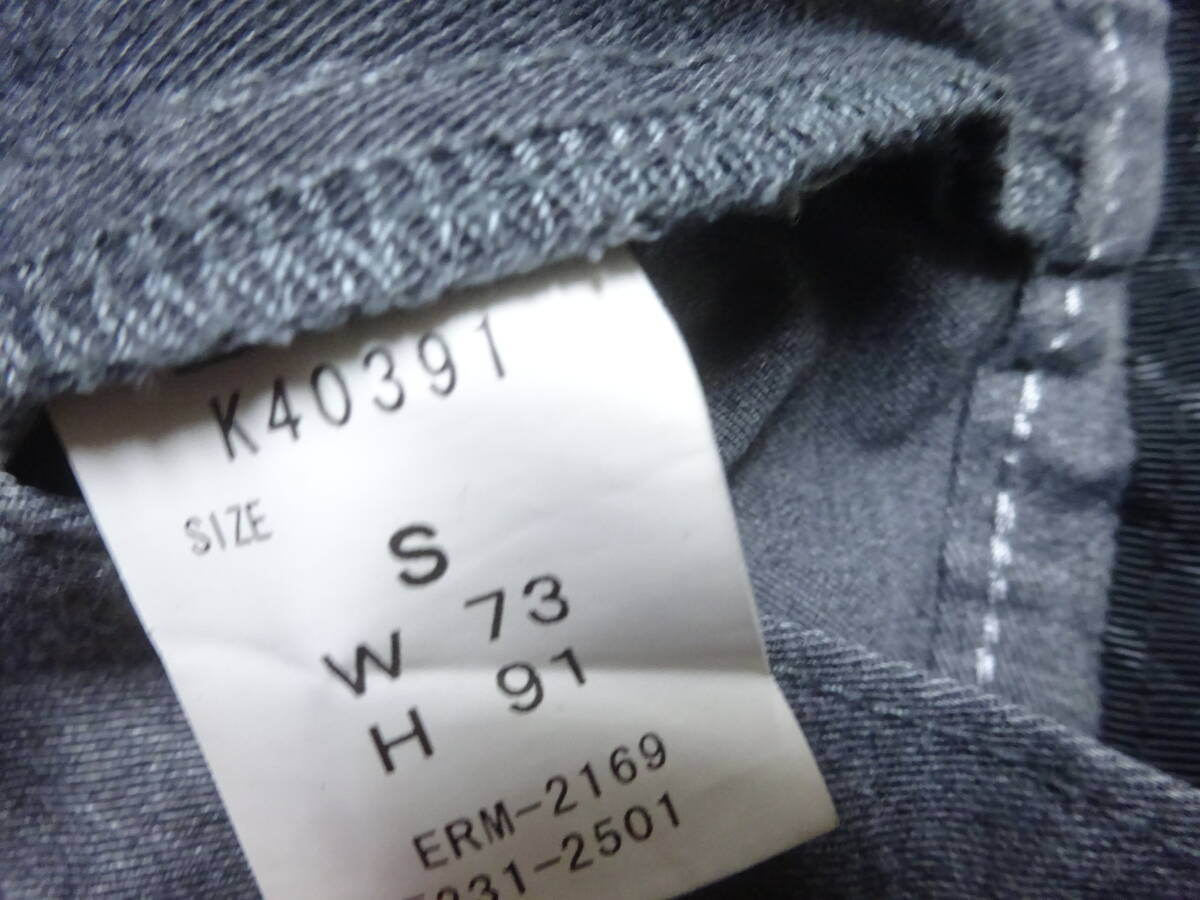 K40391
SIZE
S
W 73
H 91
ERM-2169